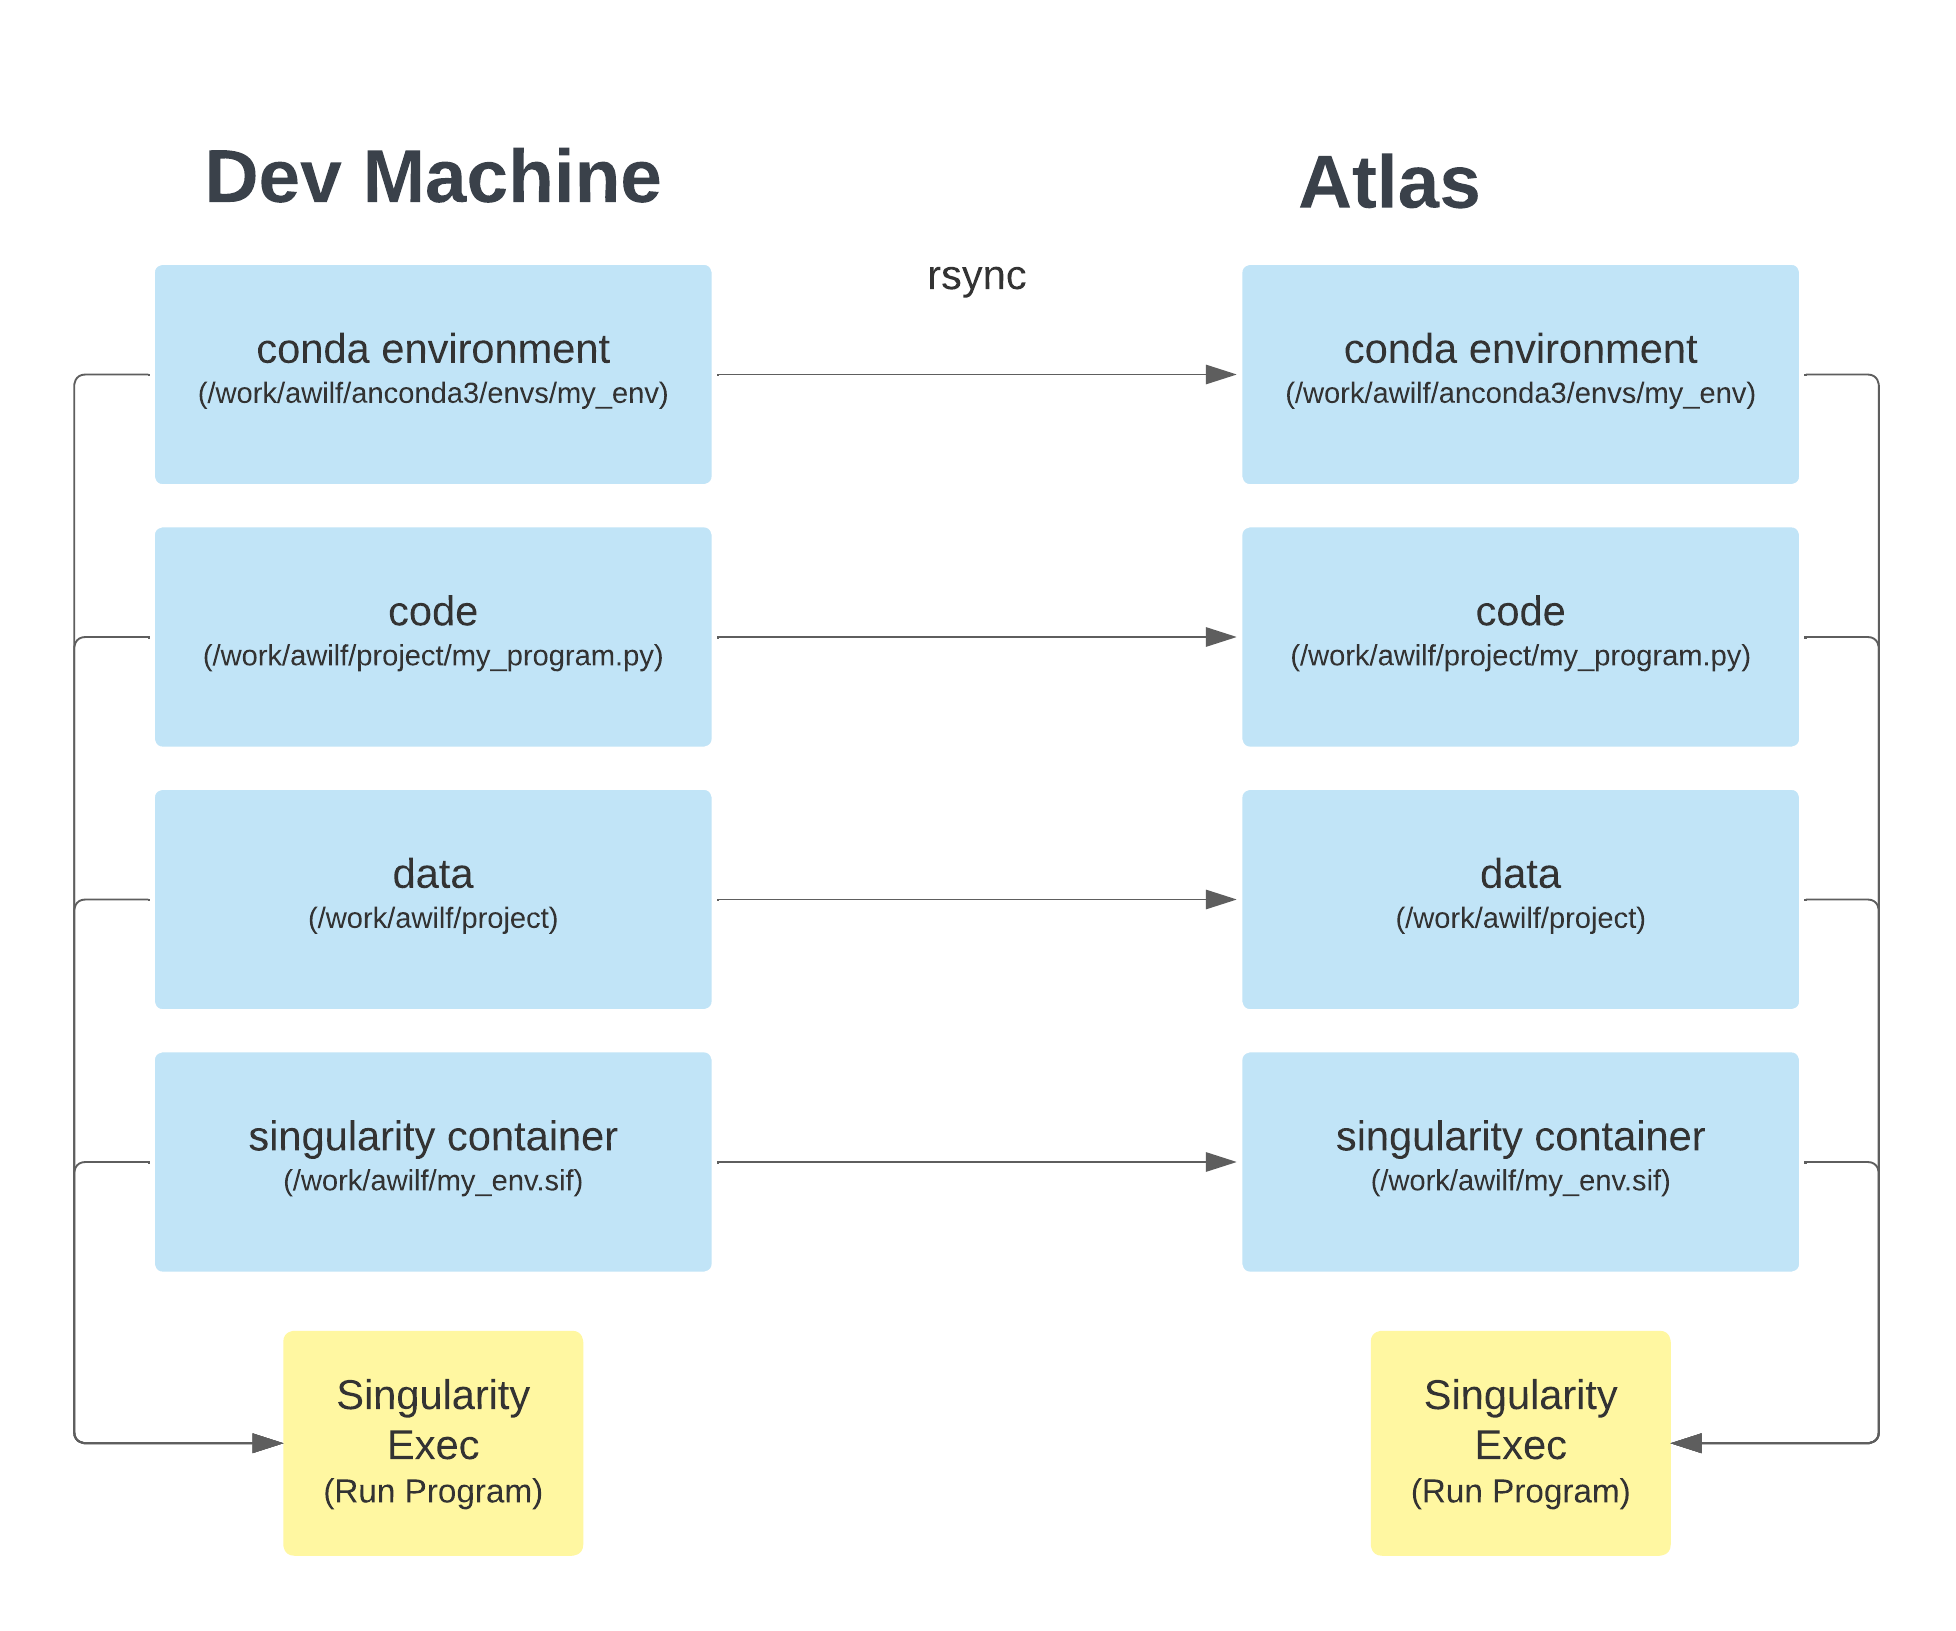 Dev Machine
Atlas
rsync
conda environment
(/work/awilf/anconda3/envs/my_env)
conda environment
(/work/awilf/anconda3/envs/my_env)
code
(/work/awilf/project/my_program.py)
code
(/work/awilf/project/my_program.py)
data
(/work/awilf/project)
data
(/work/awilf/project)
singularity container
(/work/awilf/my_env.sif)
singularity container
(/work/awilf/my_env.sif)
Singularity
Exec
(Run Program)
Singularity
Exec
(Run Program)